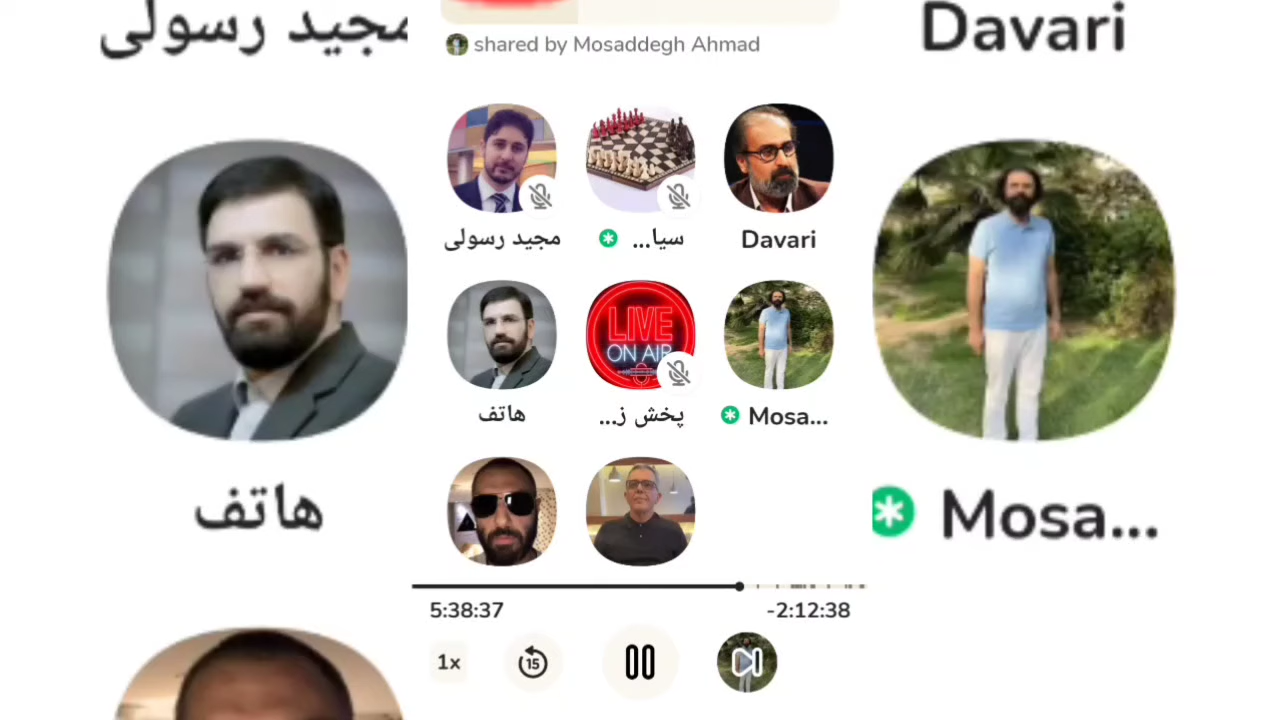 مجید رسولی
Davari
shared by Mosaddegh Ahmad
مجید رسولی
سیا...
Davari
LIVE
ON AIR
هاتف
پخش ز...
Mosa...
هاتف
Mosa...
5:38:37
-2:12:38
1x
15